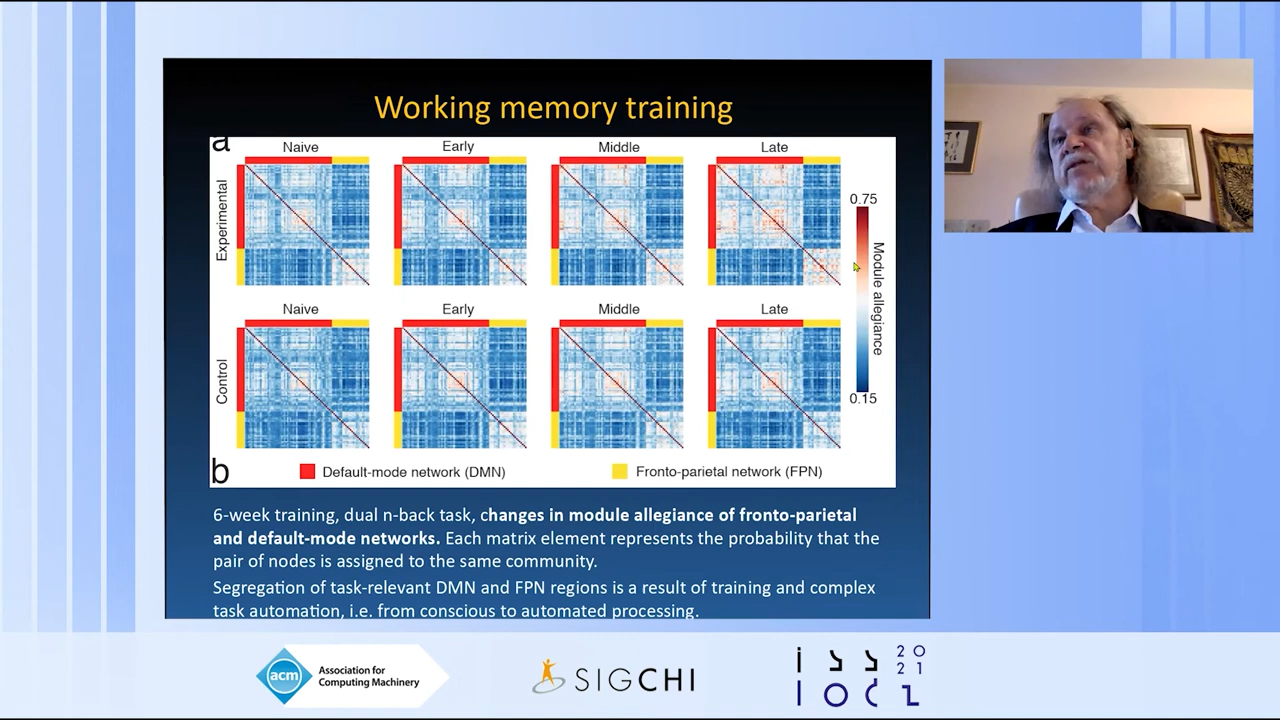 Working memory training
a
Naive Early Middle Late
Experimental
Naive Early Middle Late
Control
0.75
Module allegiance
0.15
b
Default-mode network (DMN) Fronto-parietal network (FPN)
6-week training, dual n-back task, changes in module allegiance of fronto-parietal
and default-mode networks. Each matrix element represents the probability that the
pair of nodes is assigned to the same community.
Segregation of task-relevant DMN and FPN regions is a result of training and complex
task automation, i.e. from conscious to automated processing.
acm
Association for
Computing Machinery
SIGCHI